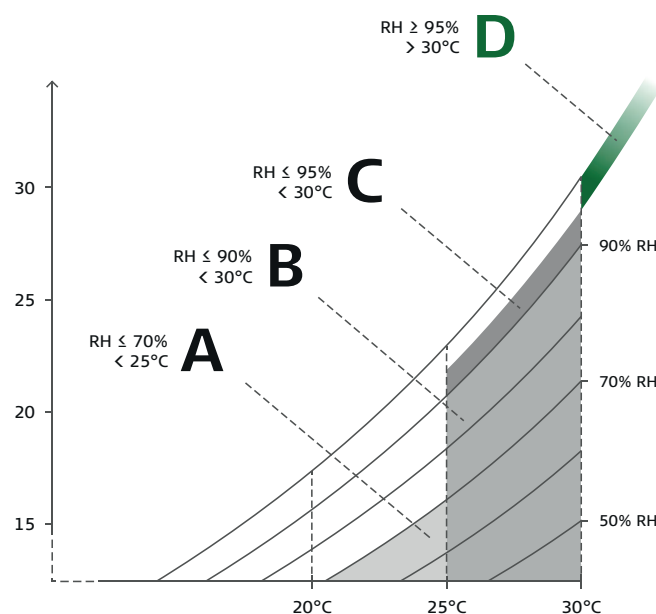 RH ≤ 95%
> 30°C
D
RH ≤ 95%
< 30°C
C
RH ≤ 90%
< 30°C
B
RH ≤ 70%
< 25°C
A
30
25
20
15
90% RH
70% RH
50% RH
20°C
25°C
30°C